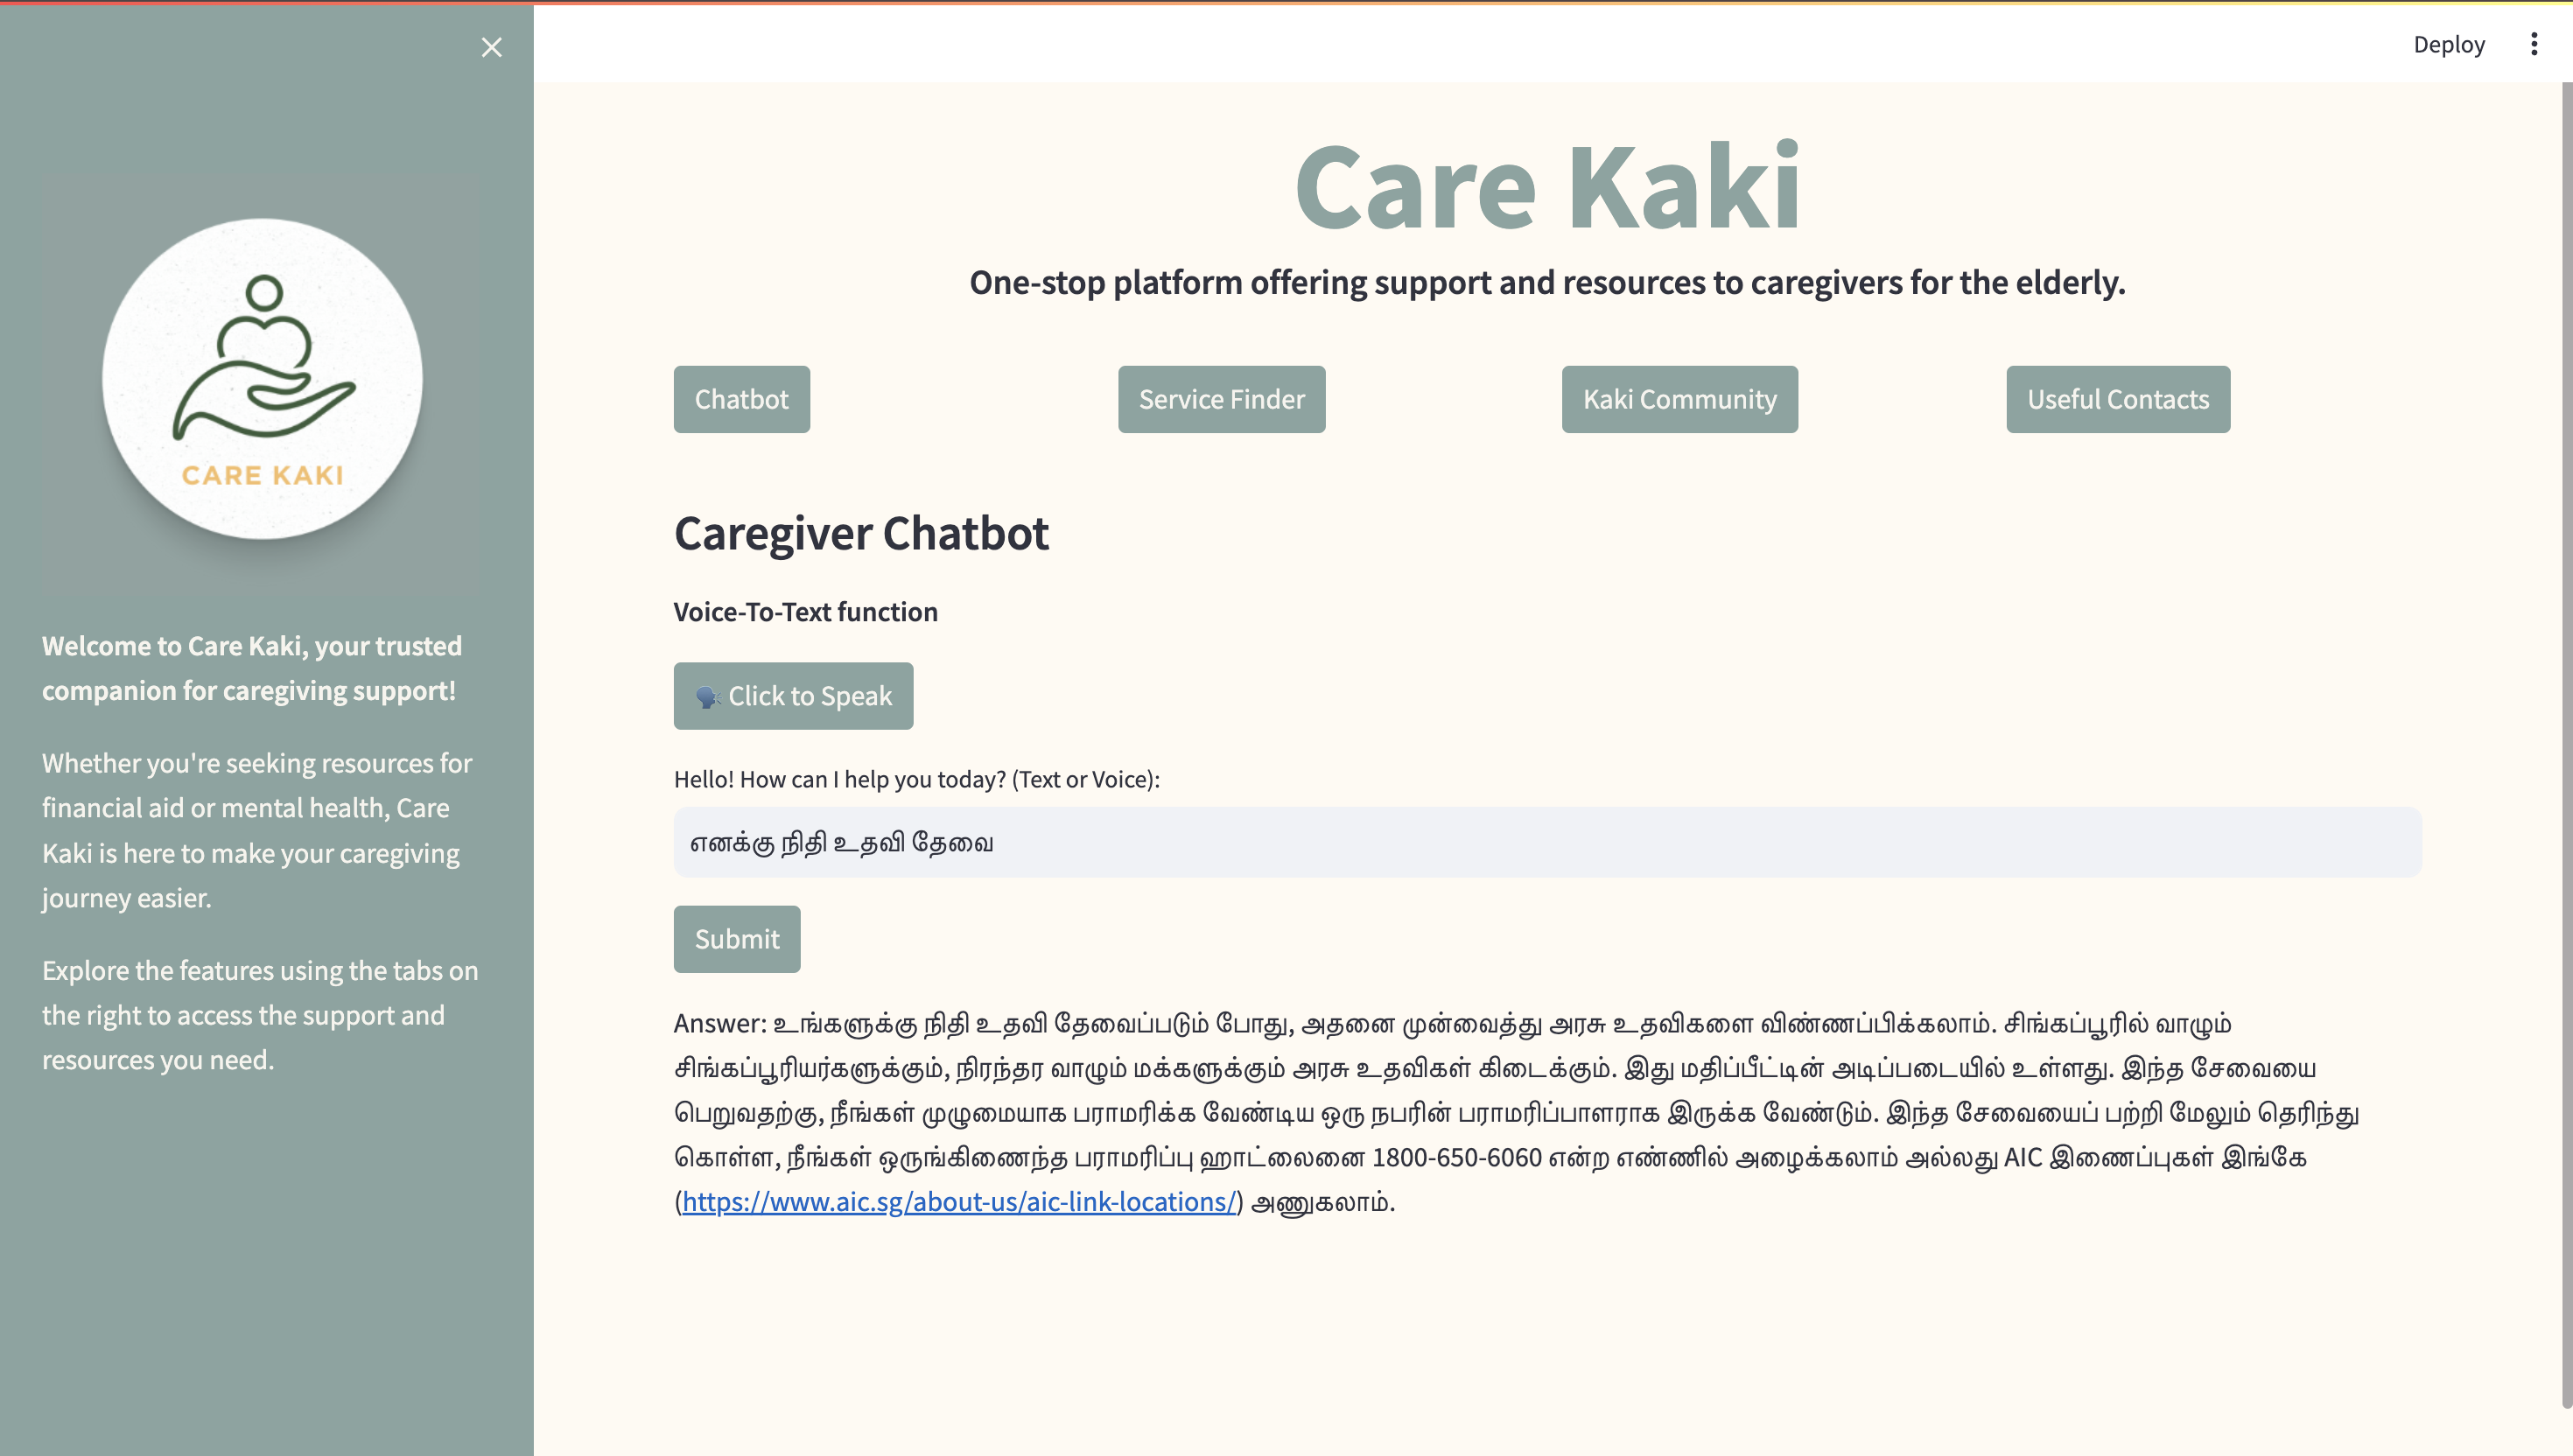 Deploy
CARE KAKI
Welcome to Care Kaki, your trusted
companion for caregiving support!
Whether you're seeking resources for
financial aid or mental health, Care
Kaki is here to make your caregiving
journey easier.
Explore the features using the tabs on
the right to access the support and
resources you need.
Care Kaki
One-stop platform offering support and resources to caregivers for the elderly.
Chatbot
Service Finder
Kaki Community
Useful Contacts
Caregiver Chatbot
Voice-To-Text function
Click to Speak
Hello! How can I help you today? (Text or Voice):
எனக்கு நிதி உதவி தேவை
Submit
Answer: உங்களுக்கு நிதி உதவி தேவைப்படும் போது, அதனை முன்வைத்து அரசு உதவிகளை விண்ணப்பிக்கலாம். சிங்கப்பூரில் வாழும்
சிங்கப்பூரியர்களுக்கும், நிரந்தர வாழும் மக்களுக்கும் அரசு உதவிகள் கிடைக்கும். இது மதிப்பீட்டின் அடிப்படையில் உள்ளது. இந்த சேவையை
பெறுவதற்கு, நீங்கள் முழுமையாக பராமரிக்க வேண்டிய ஒரு நபரின் பராமரிப்பாளராக இருக்க வேண்டும். இந்த சேவையைப் பற்றி மேலும் தெரிந்து
கொள்ள, நீங்கள் ஒருங்கிணைந்த பராமரிப்பு ஹாட்லைனை 1800-650-6060 என்ற எண்ணில் அழைக்கலாம் அல்லது AIC இணைப்புகள் இங்கே
(https://www.aic.sg/about-us/aic-link-locations/) அணுகலாம்.